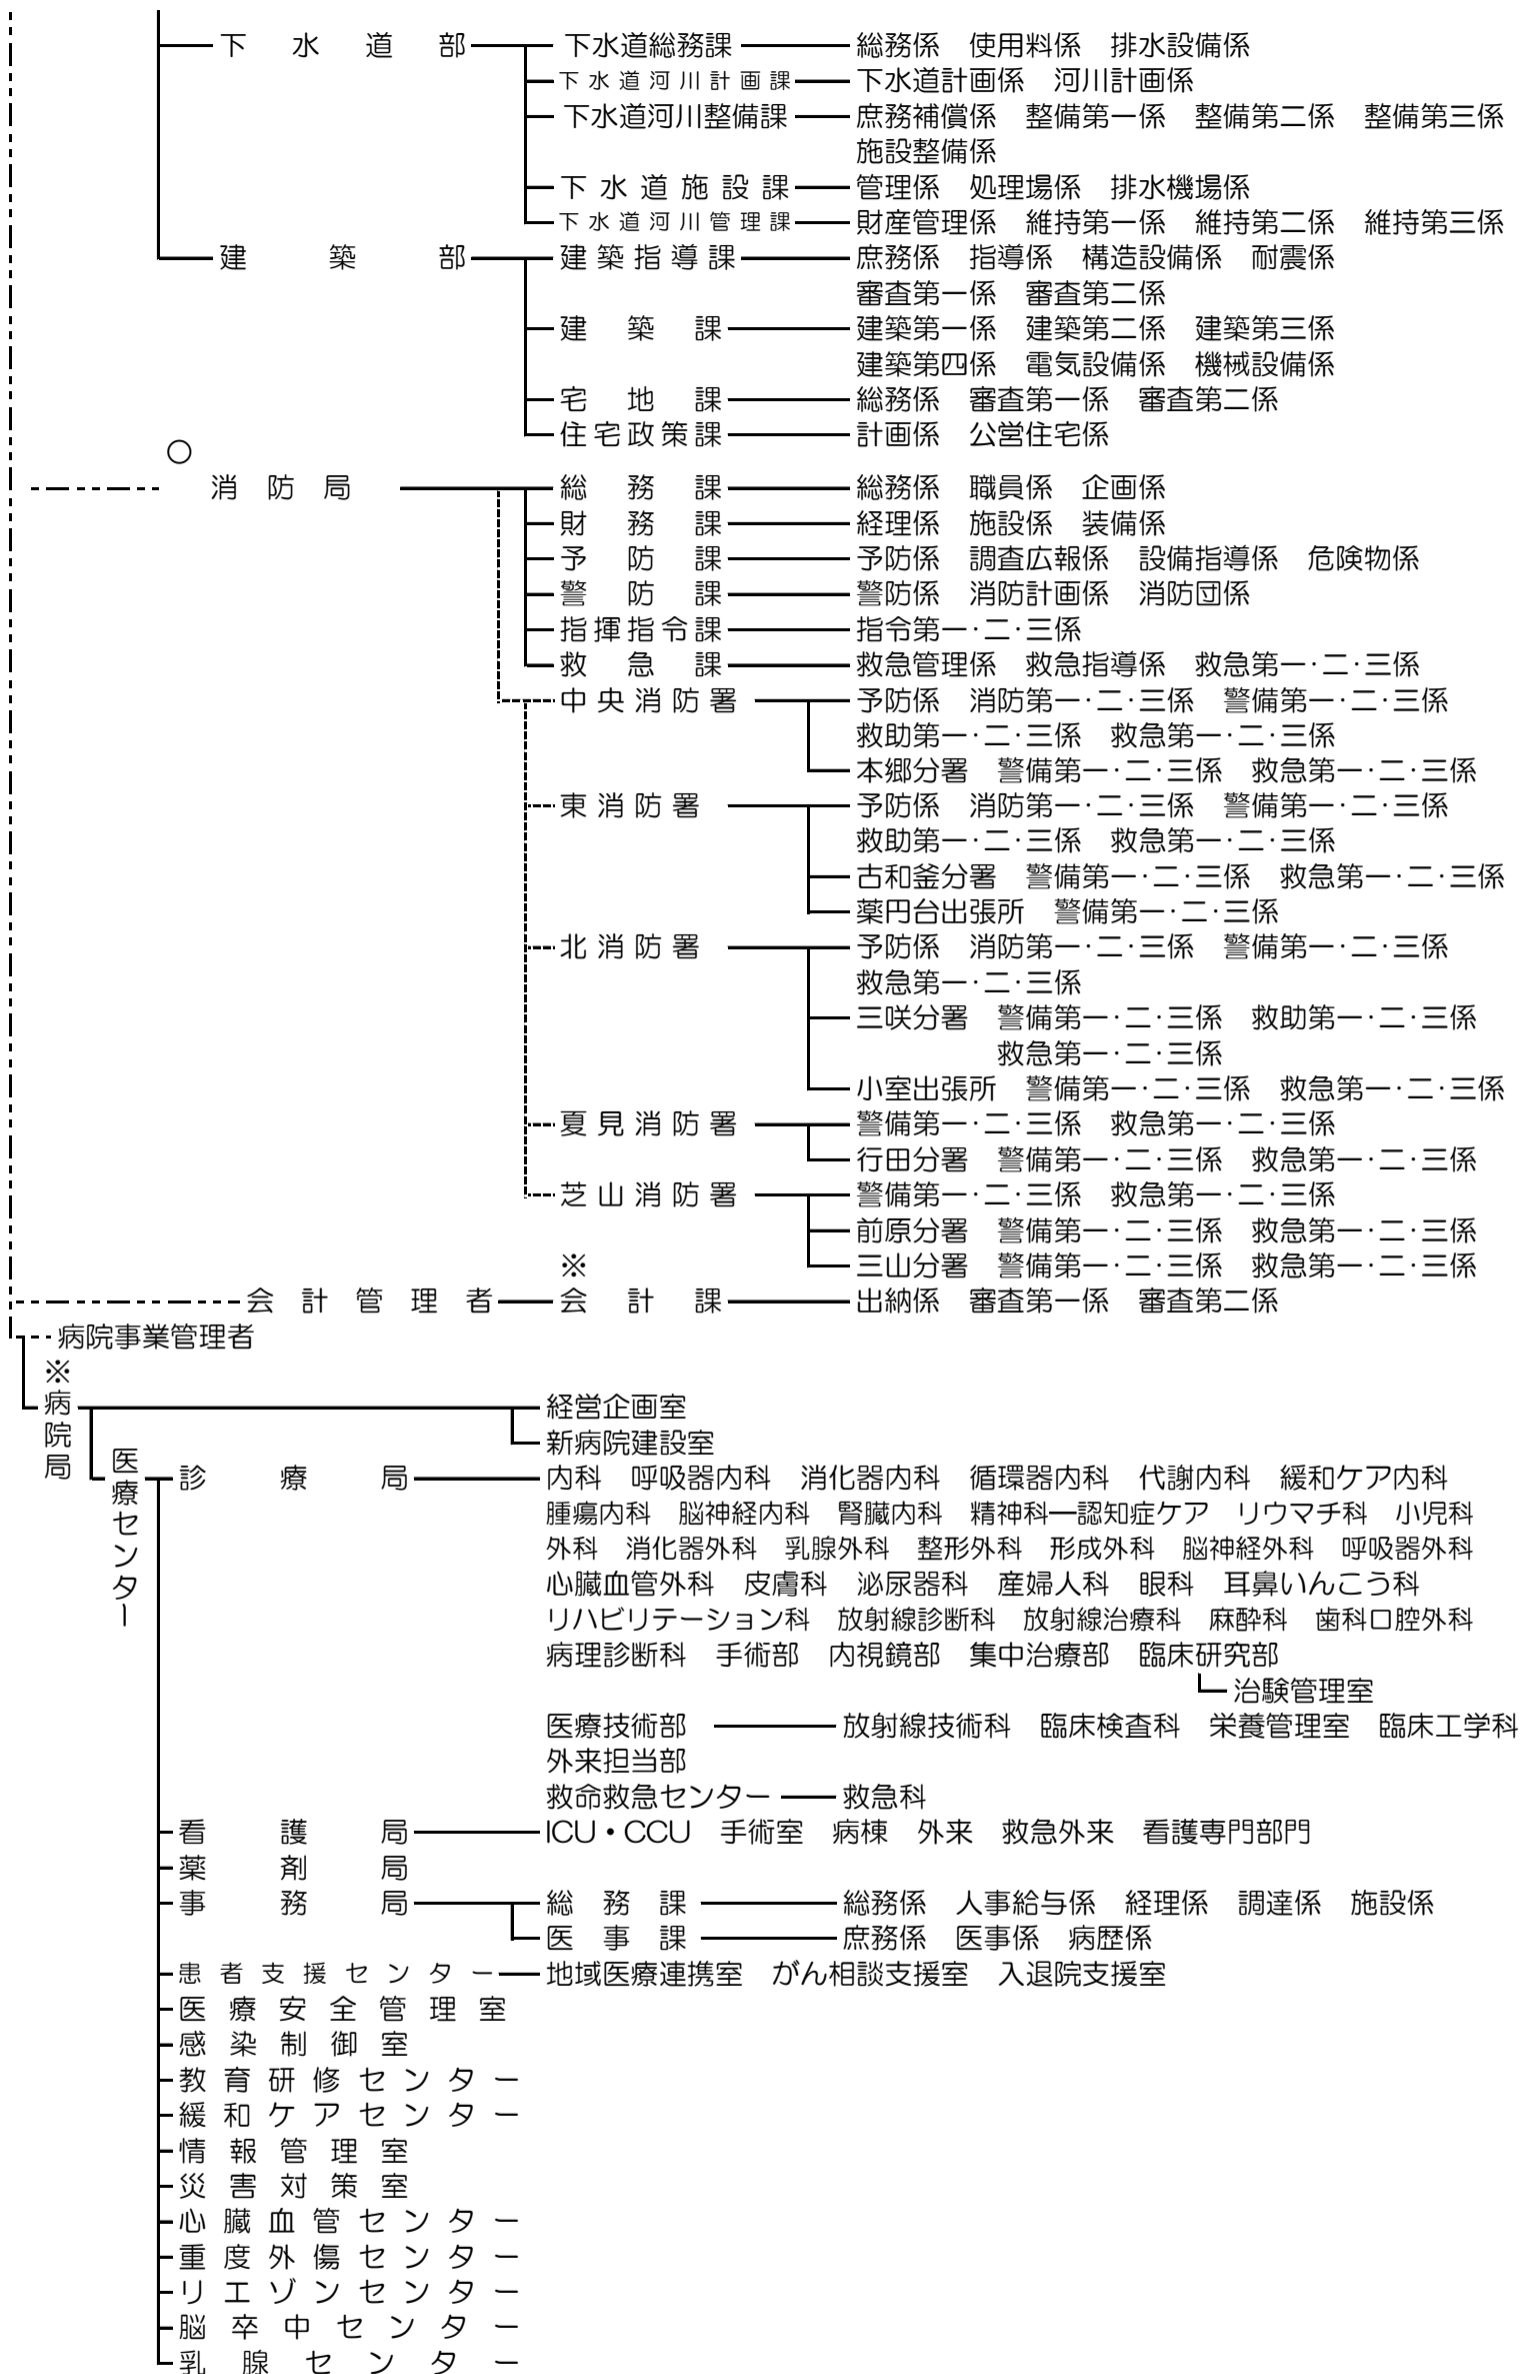 下水道部 下水道総務課 総務係 使用料係 排水設備係
下水道河川計画課 下水道計画係 河川計画係
下水道河川整備課 庶務補償係 整備第一係 整備第二係 整備第三係
施設整備係
下水道施設課 管理係 処理場係 排水機場係
下水道河川管理課 財産管理係 維持第一係 維持第二係 維持第三係
建築部 建築指導課 庶務係 指導係 構造設備係 耐震係
審査第一係 審査第二係
建築課 建築第一係 建築第二係 建築第三係
建築第四係 電気設備係 機械設備係
宅地課 総務係 審査第一係 審査第二係
住宅政策課 計画係 公営住宅係
○
消防局 総務課 総務係 職員係 企画係
財務課 経理係 施設係 装備係
予防課 予防係 調査広報係 設備指導係 危険物係
警防課 警防係 消防計画係 消防団係
指揮指令課 指令第一・二・三係
救急課 救急管理係 救急指導係 救急第一・二・三係
中央消防署 予防係 消防第一・二・三係 警備第一・二・三係
救助第一・二・三係 救急第一・二・三係
本郷分署 警備第一・二・三係 救急第一・二・三係
東消防署 予防係 消防第一・二・三係 警備第一・二・三係
救助第一・二・三係 救急第一・二・三係
古和釜分署 警備第一・二・三係 救急第一・二・三係
薬円台出張所 警備第一・二・三係
北消防署 予防係 消防第一・二・三係 警備第一・二・三係
救急第一・二・三係
三咲分署 警備第一・二・三係 救助第一・二・三係
救急第一・二・三係
小室出張所 警備第一・二・三係 救急第一・二・三係
夏見消防署 警備第一・二・三係 救急第一・二・三係
行田分署 警備第一・二・三係 救急第一・二・三係
芝山消防署 警備第一・二・三係 救急第一・二・三係
前原分署 警備第一・二・三係 救急第一・二・三係
※ 三山分署 警備第一・二・三係 救急第一・二・三係
会計管理者 会計課 出納係 審査第一係 審査第二係
病院事業管理者
※病院局
経営企画室
新病院建設室
医療センター
診療局 内科 呼吸器内科 消化器内科 循環器内科 代謝内科 緩和ケア内科
腫瘍内科 脳神経内科 腎臓内科 精神科―認知症ケア リウマチ科 小児科
外科 消化器外科 乳腺外科 整形外科 形成外科 脳神経外科 呼吸器外科
心臓血管外科 皮膚科 泌尿器科 産婦人科 眼科 耳鼻いんこう科
リハビリテーション科 放射線診断科 放射線治療科 麻酔科 歯科口腔外科
病理診断科 手術部 内視鏡部 集中治療部 臨床研究部
治験管理室
医療技術部 放射線技術科 臨床検査科 栄養管理室 臨床工学科
外来担当部
救命救急センター 救急科
看護局 ICU・CCU 手術室 病棟 外来 救急外来 看護専門部門
薬剤局
事務局 総務課 総務係 人事給与係 経理係 調達係 施設係
医事課 庶務係 医事係 病歴係
患者支援センター 地域医療連携室 がん相談支援室 入退院支援室
医療安全管理室
感染制御室
教育研修センター
緩和ケアセンター
情報管理室
災害対策室
心臓血管センター
重度外傷センター
リエゾンセンター
脳卒中センター
乳腺センター